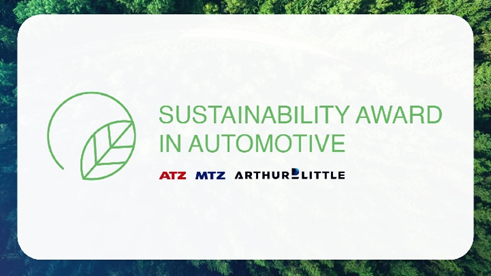 SUSTAINABILITY AWARD
IN AUTOMOTIVE
ATZ MTZ ARTHUR D LITTLE